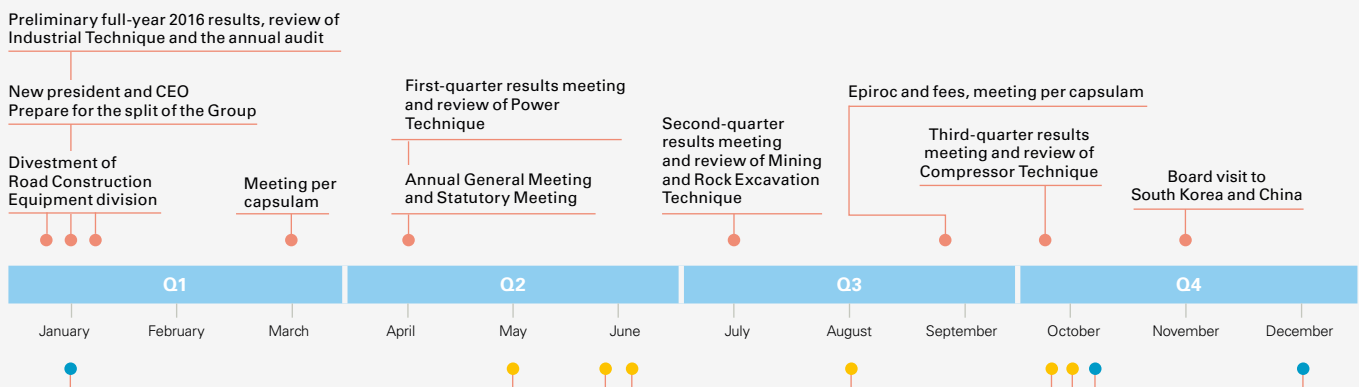 Preliminary full-year 2016 results, review of
Industrial Technique and the annual audit
New president and CEO
Prepare for the split of the Group
Divestment of
Road Construction
Equipment division
Meeting per
capsulam
First-quarter results meeting
and review of Power
Technique
Annual General Meeting
and Statutory Meeting
Second-quarter
results meeting
and review of Mining
and Rock Excavation
Technique
Epiroc and fees, meeting per capsulam
Third-quarter results
meeting and review of
Compressor Technique
Board visit to
South Korea and China
Q1
Q2
Q3
Q4
January
February
March
April
May
June
July
August
September
October
November
December